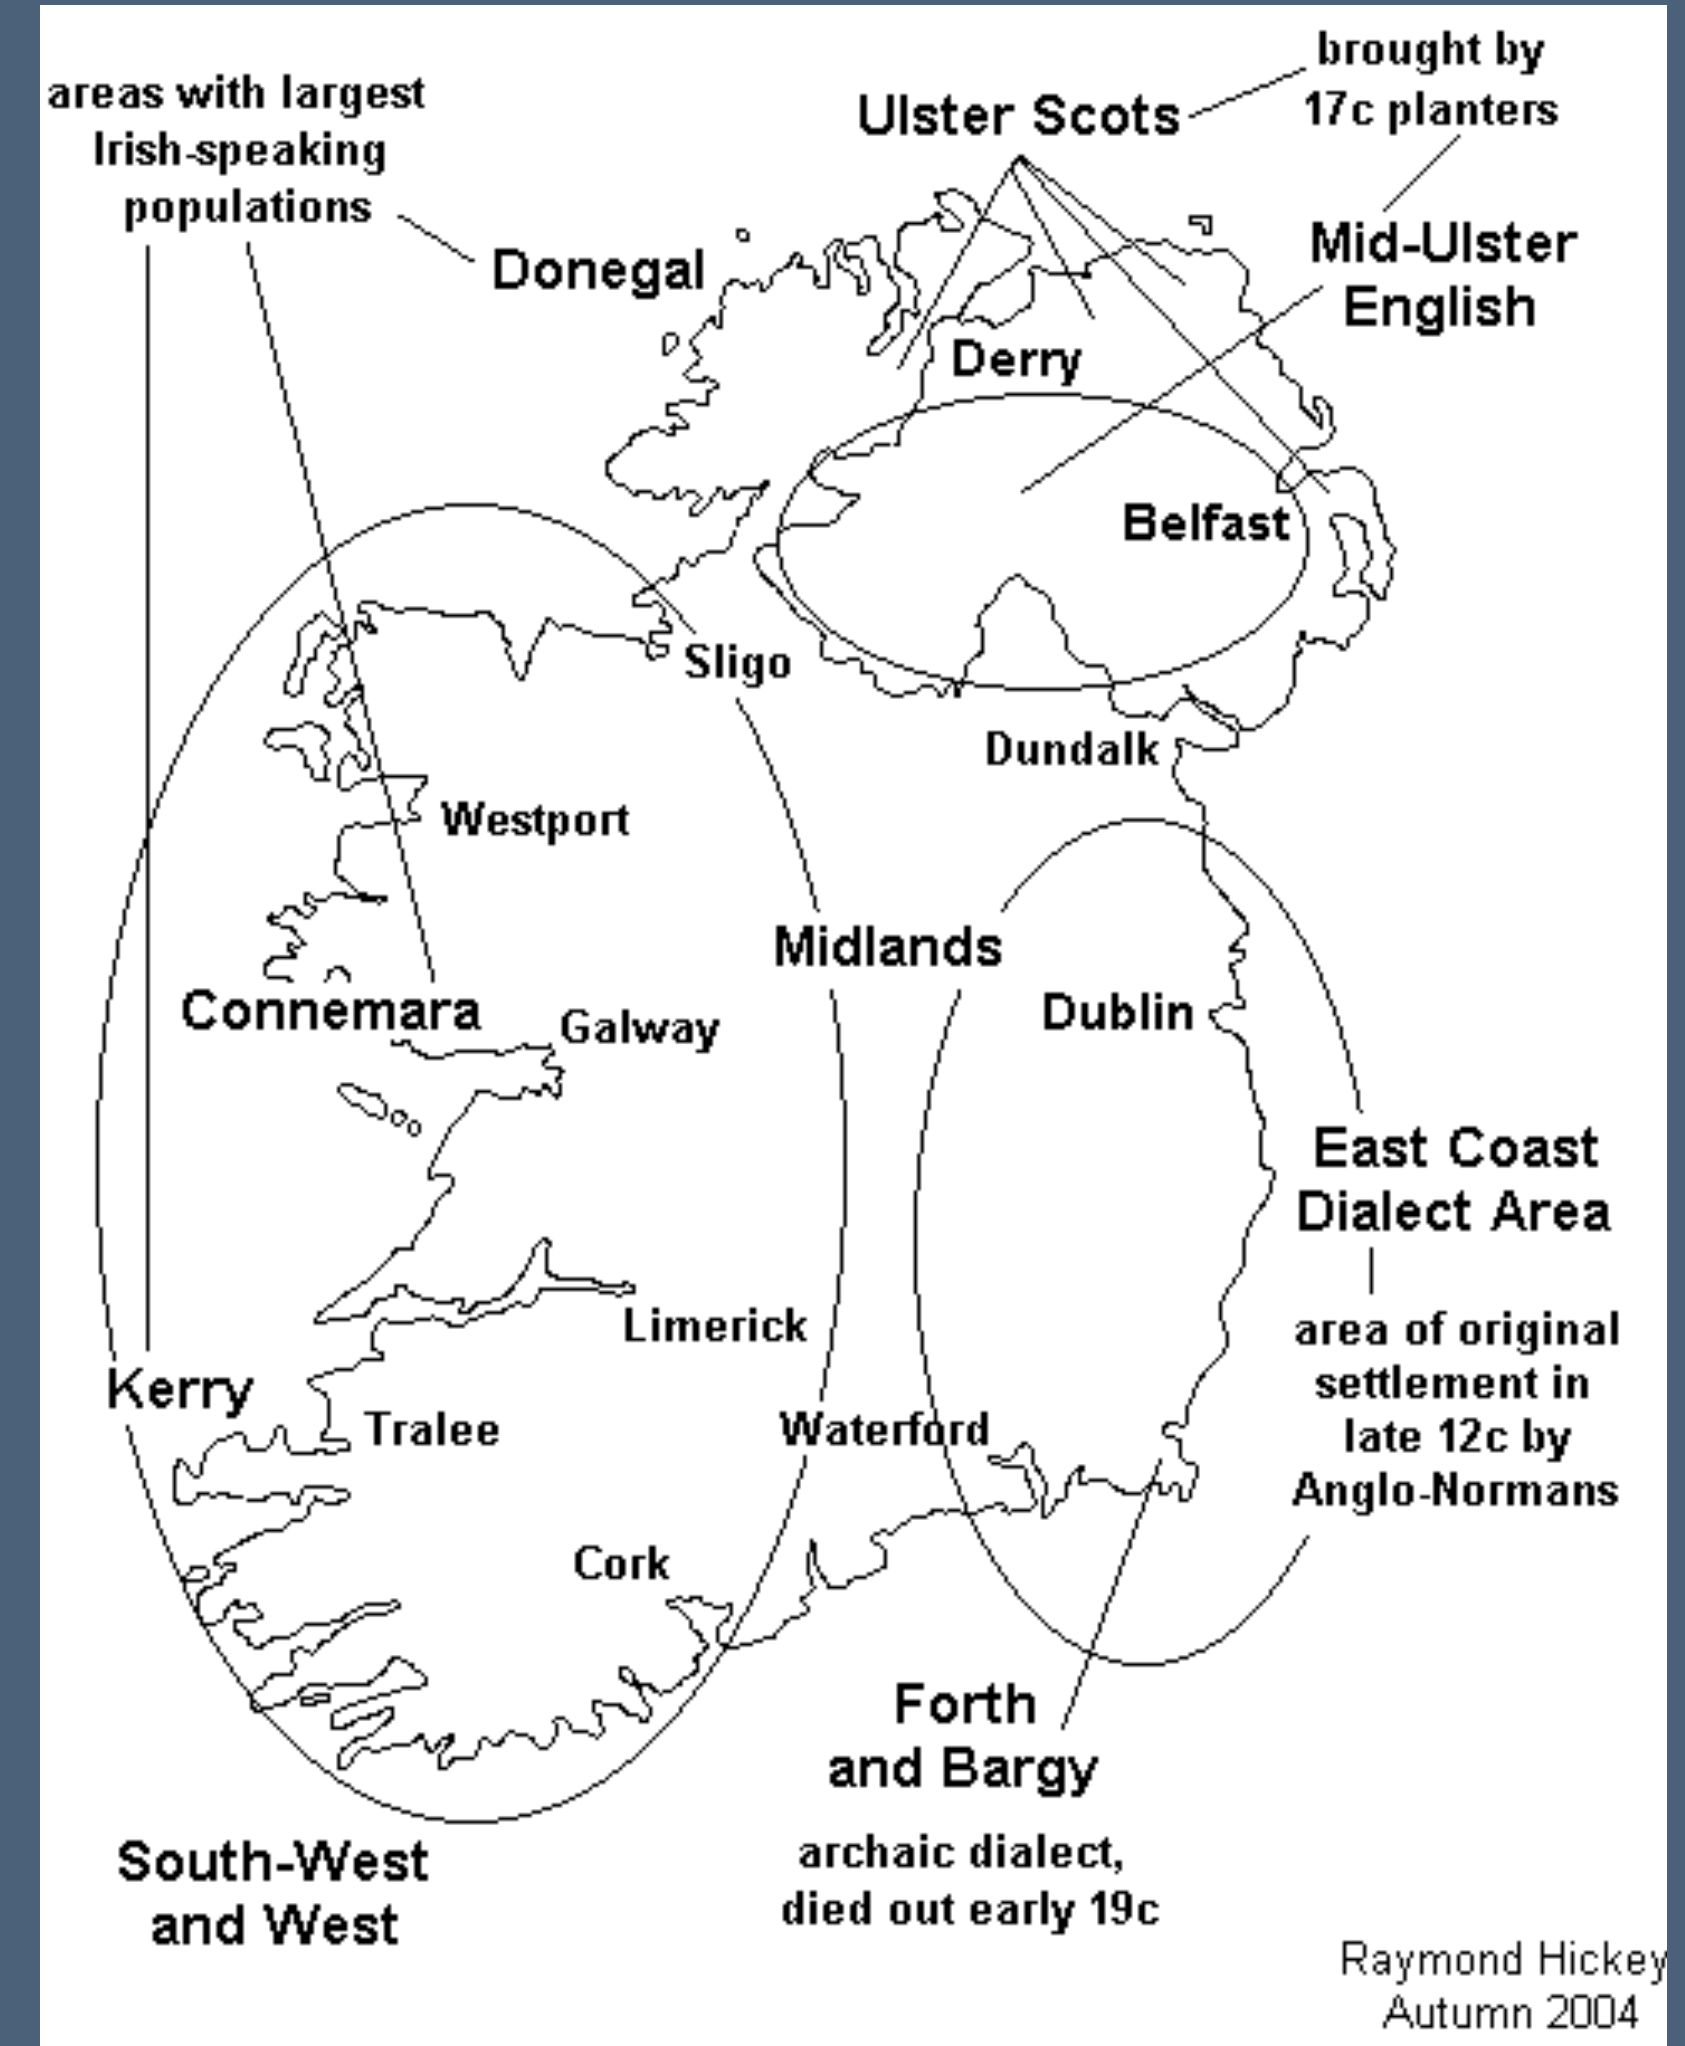 areas with largest
Irish-speaking
populations
brought by
17c planters
Ulster Scots
Mid-Ulster
English
Donegal
Derry
Belfast
Sligo
Dundalk
Westport
Midlands
Connemara
Galway
Dublin
East Coast
Dialect Area
area of original
settlement in
late 12c by
Anglo-Normans
Limerick
Kerry
Tralee
Waterford
Cork
Forth
and Bargy
archaic dialect,
died out early 19c
South-West
and West
Raymond Hickey
Autumn 2004